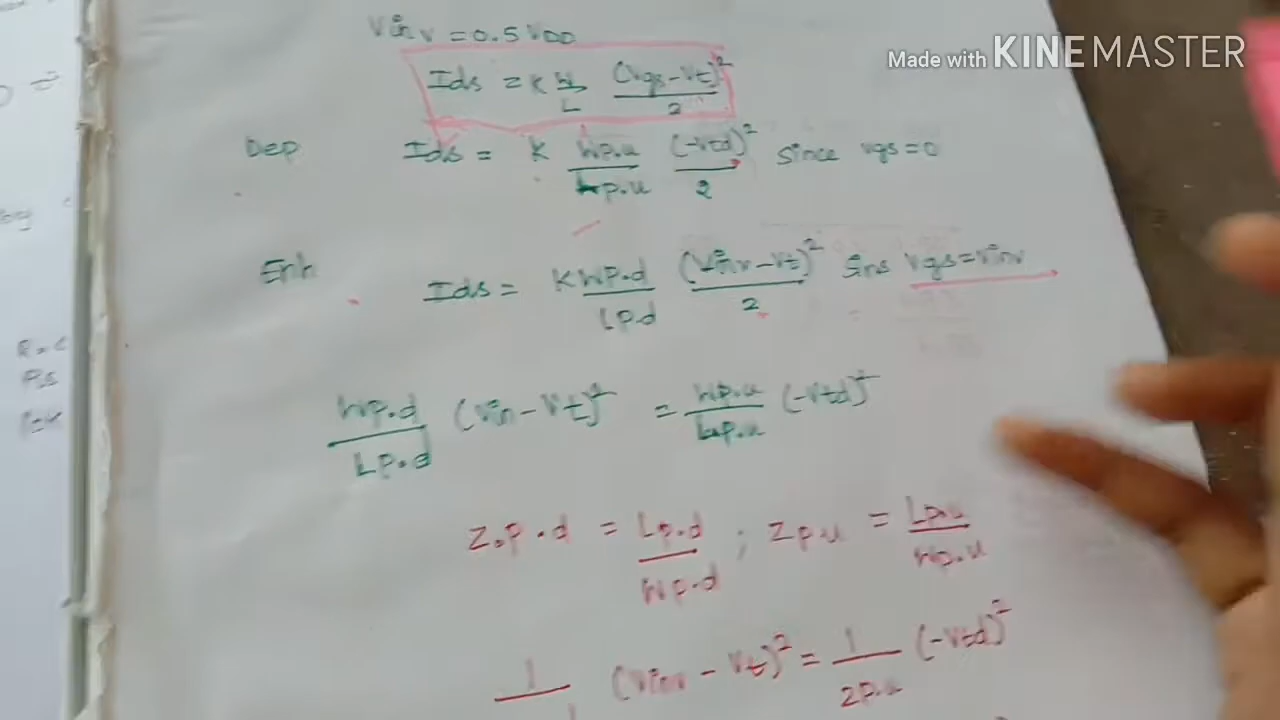 Made with KINEMASTER
Vinv = 0.5 VDD
Ids = K W/L (Vgs-Vt)²/2
Dep Ids = K Wp.u/Lp.u (-Vtd)²/2 since vgs=0
Enh Ids = K Wp.d/Lp.d (Vinv-Vt)²/2 Sins Vgs=Vinv
Wp.d/Lp.d (Vin-Vt)² = Wp.u/Lp.u (-Vtd)²
Z.p.d = Lp.d/Wp.d ; Zp.u = Lp.u/Wp.u
(Vinv - Vt)² = 1/Zp.u (-Vtd)²